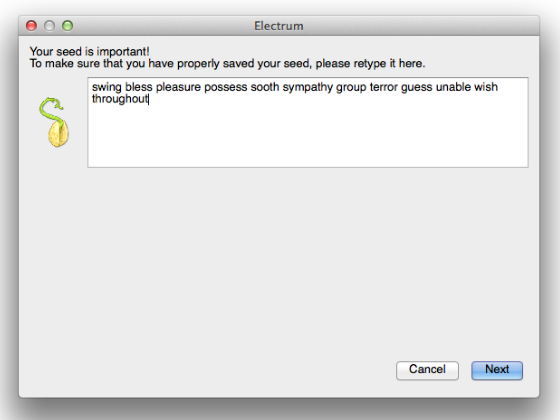 Electrum
Your seed is important!
To make sure that you have properly saved your seed, please retype it here.
swing bless pleasure possess sooth sympathy group terror guess unable wish
throughout
Cancel
Next